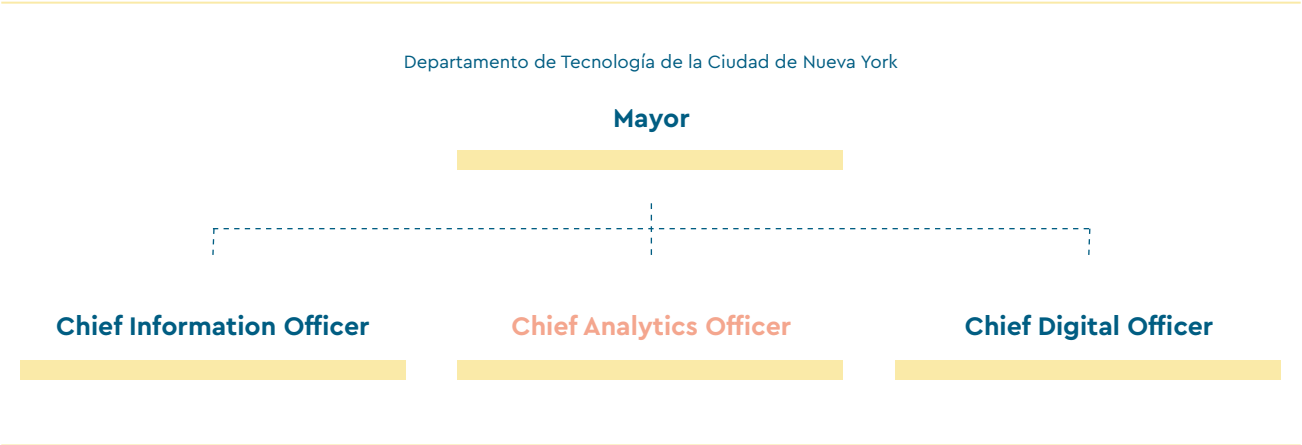 Departamento de Tecnología de la Ciudad de Nueva York
Mayor
Chief Information Officer
Chief Analytics Officer
Chief Digital Officer